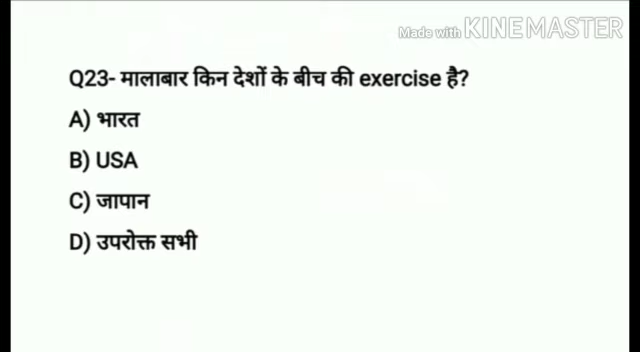 Made with KINEMASTER
Q23- मालाबार किन देशों के बीच की exercise है?
A) भारत
B) USA
C) जापान
D) उपरोक्त सभी